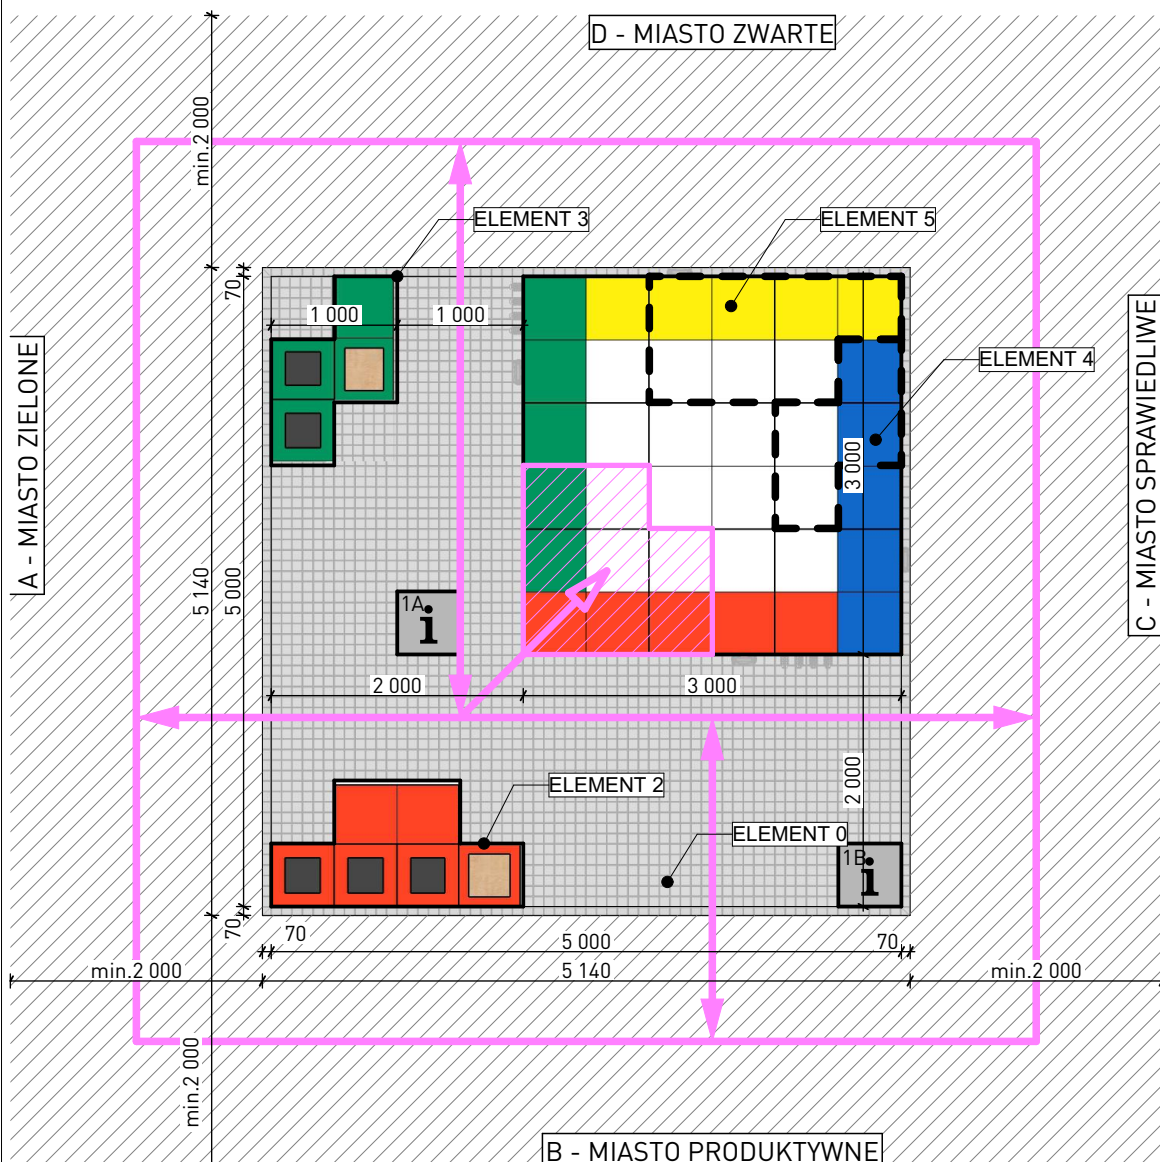 D - MIASTO ZWARTE
min.2 000
ELEMENT 3
ELEMENT 5
70
1 000
1 000
ELEMENT 4
A - MIASTO ZIELONE
C - MIASTO SPRAWIEDLIWE
3 000
5 140
5 000
1A
i
2 000
3 000
ELEMENT 2
2 000
ELEMENT 0
1B
i
70
70
5 000
70
min.2 000
5 140
min.2 000
min.2 000
B - MIASTO PRODUKTYWNE